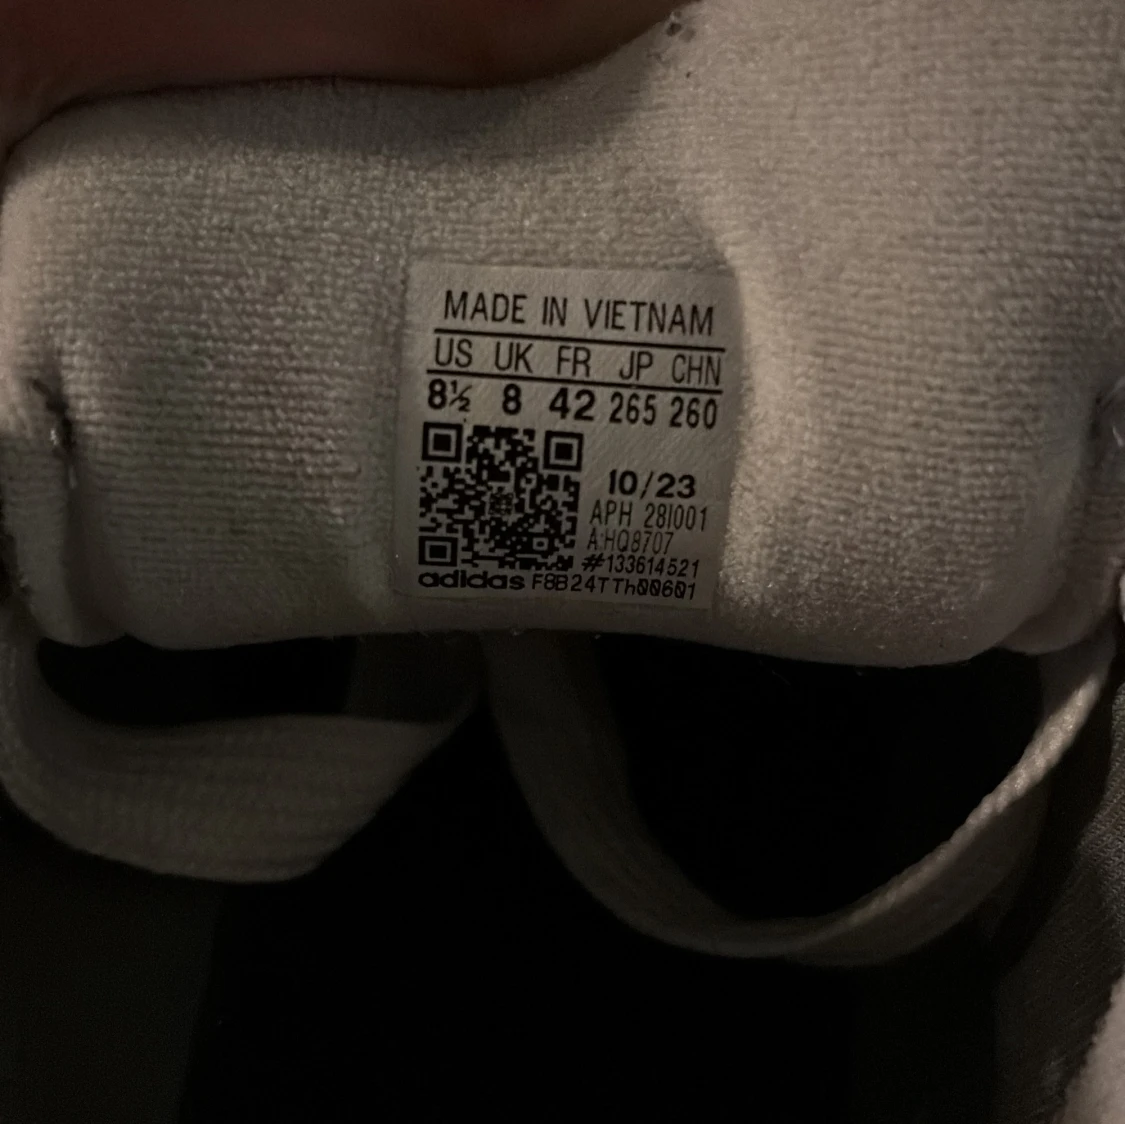 MADE IN VIETNAM
US UK FR JP CHN
8½ 8 42 265 260
10/23
APH 28I001
A:HQ8707
#133614521
adidas F8B24TTh00601